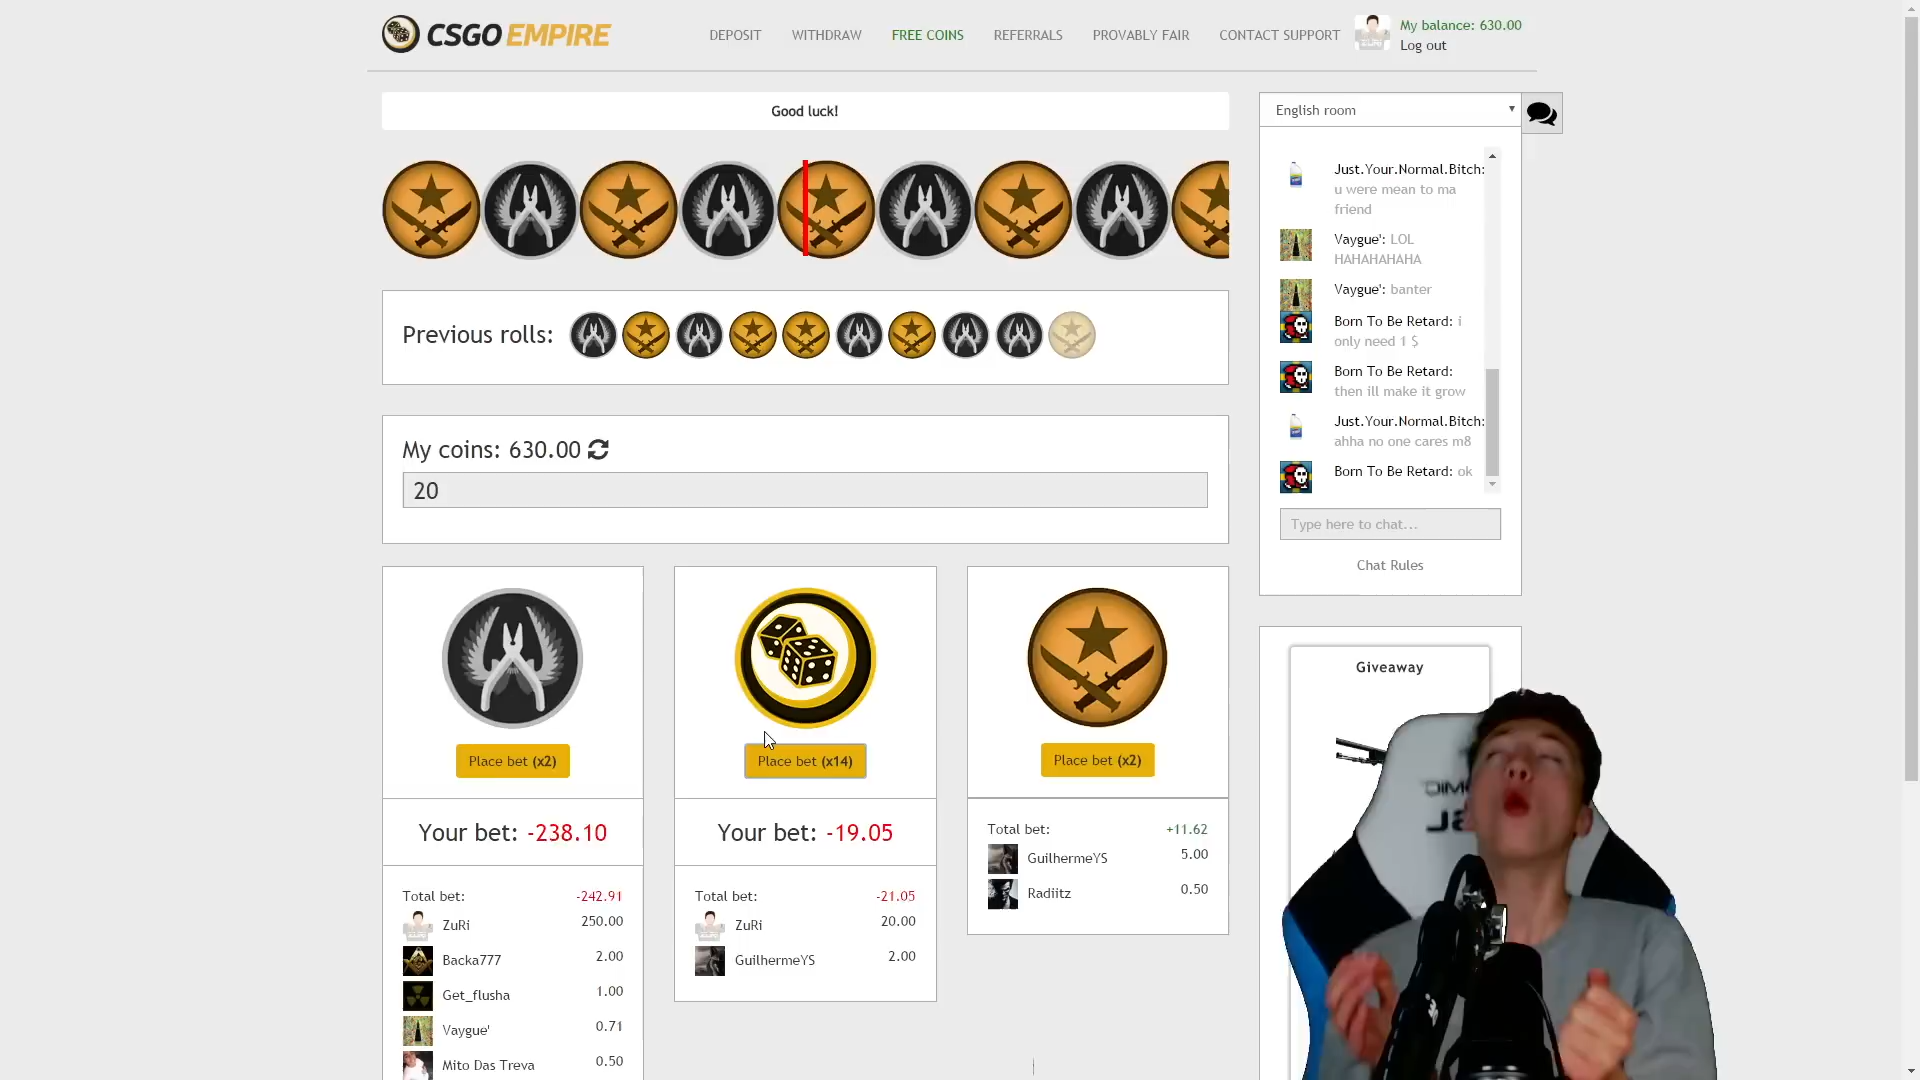 CSGO EMPIRE
DEPOSIT
WITHDRAW
FREE COINS
REFERRALS
PROVABLY FAIR
CONTACT SUPPORT
My balance: 630.00
Log out
Good luck!
English room
Just.Your.Normal.Bitch:
u were mean to ma
friend
Vaygue': LOL
HAHAHAHAHA
Vaygue': banter
Born To Be Retard: i
only need 1 $
Born To Be Retard:
then ill make it grow
Just.Your.Normal.Bitch:
ahha no one cares m8
Born To Be Retard: ok
Type here to chat...
Chat Rules
Previous rolls:
My coins: 630.00
20
Place bet (x2)
Your bet: -238.10
Total bet: -242.91
ZuRi 250.00
Backa777 2.00
Get_flusha 1.00
Vaygue' 0.71
Mito Das Treva 0.50
Place bet (x14)
Your bet: -19.05
Total bet: -21.05
ZuRi 20.00
GuilhermeYS 2.00
Place bet (x2)
Total bet: +11.62
GuilhermeYS 5.00
Radiitz 0.50
Giveaway